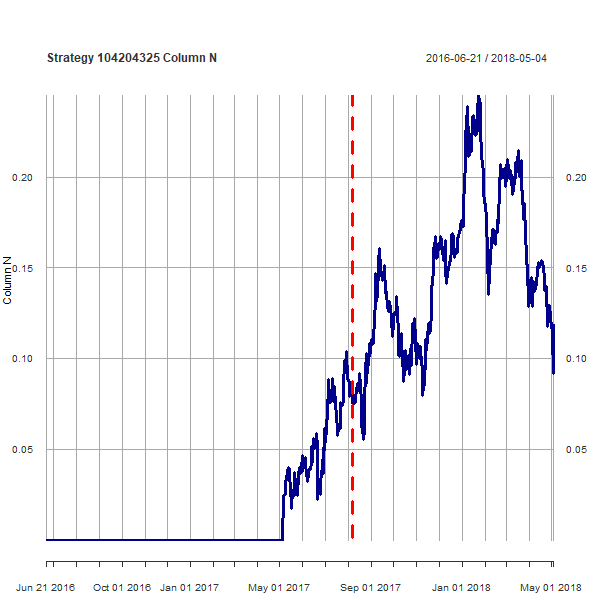 Strategy 104204325 Column N
2016-06-21 / 2018-05-04
0.20
0.20
0.15
0.15
Column N
0.10
0.10
0.05
0.05
Jun 21 2016
Oct 01 2016
Jan 01 2017
May 01 2017
Sep 01 2017
Jan 01 2018
May 01 2018